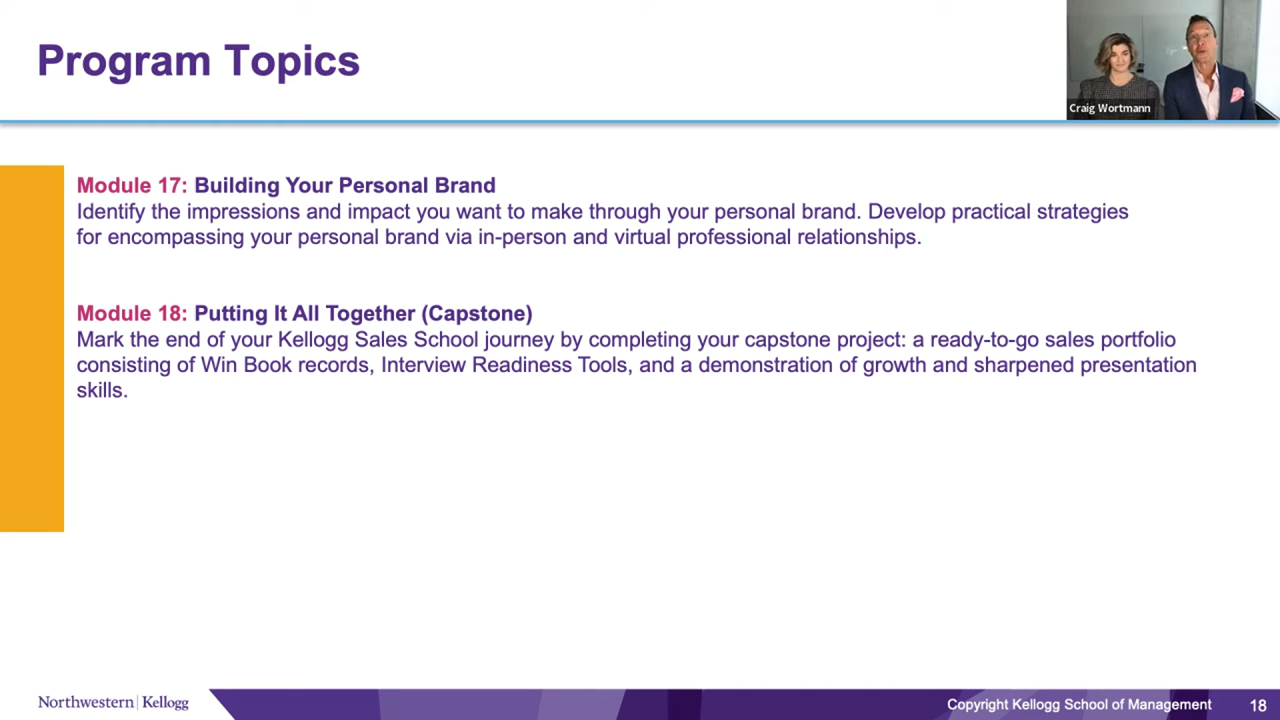 Program Topics
Craig Wortmann
Module 17: Building Your Personal Brand
Identify the impressions and impact you want to make through your personal brand. Develop practical strategies
for encompassing your personal brand via in-person and virtual professional relationships.
Module 18: Putting It All Together (Capstone)
Mark the end of your Kellogg Sales School journey by completing your capstone project: a ready-to-go sales portfolio
consisting of Win Book records, Interview Readiness Tools, and a demonstration of growth and sharpened presentation
skills.
Northwestern | Kellogg
Copyright Kellogg School of Management 18